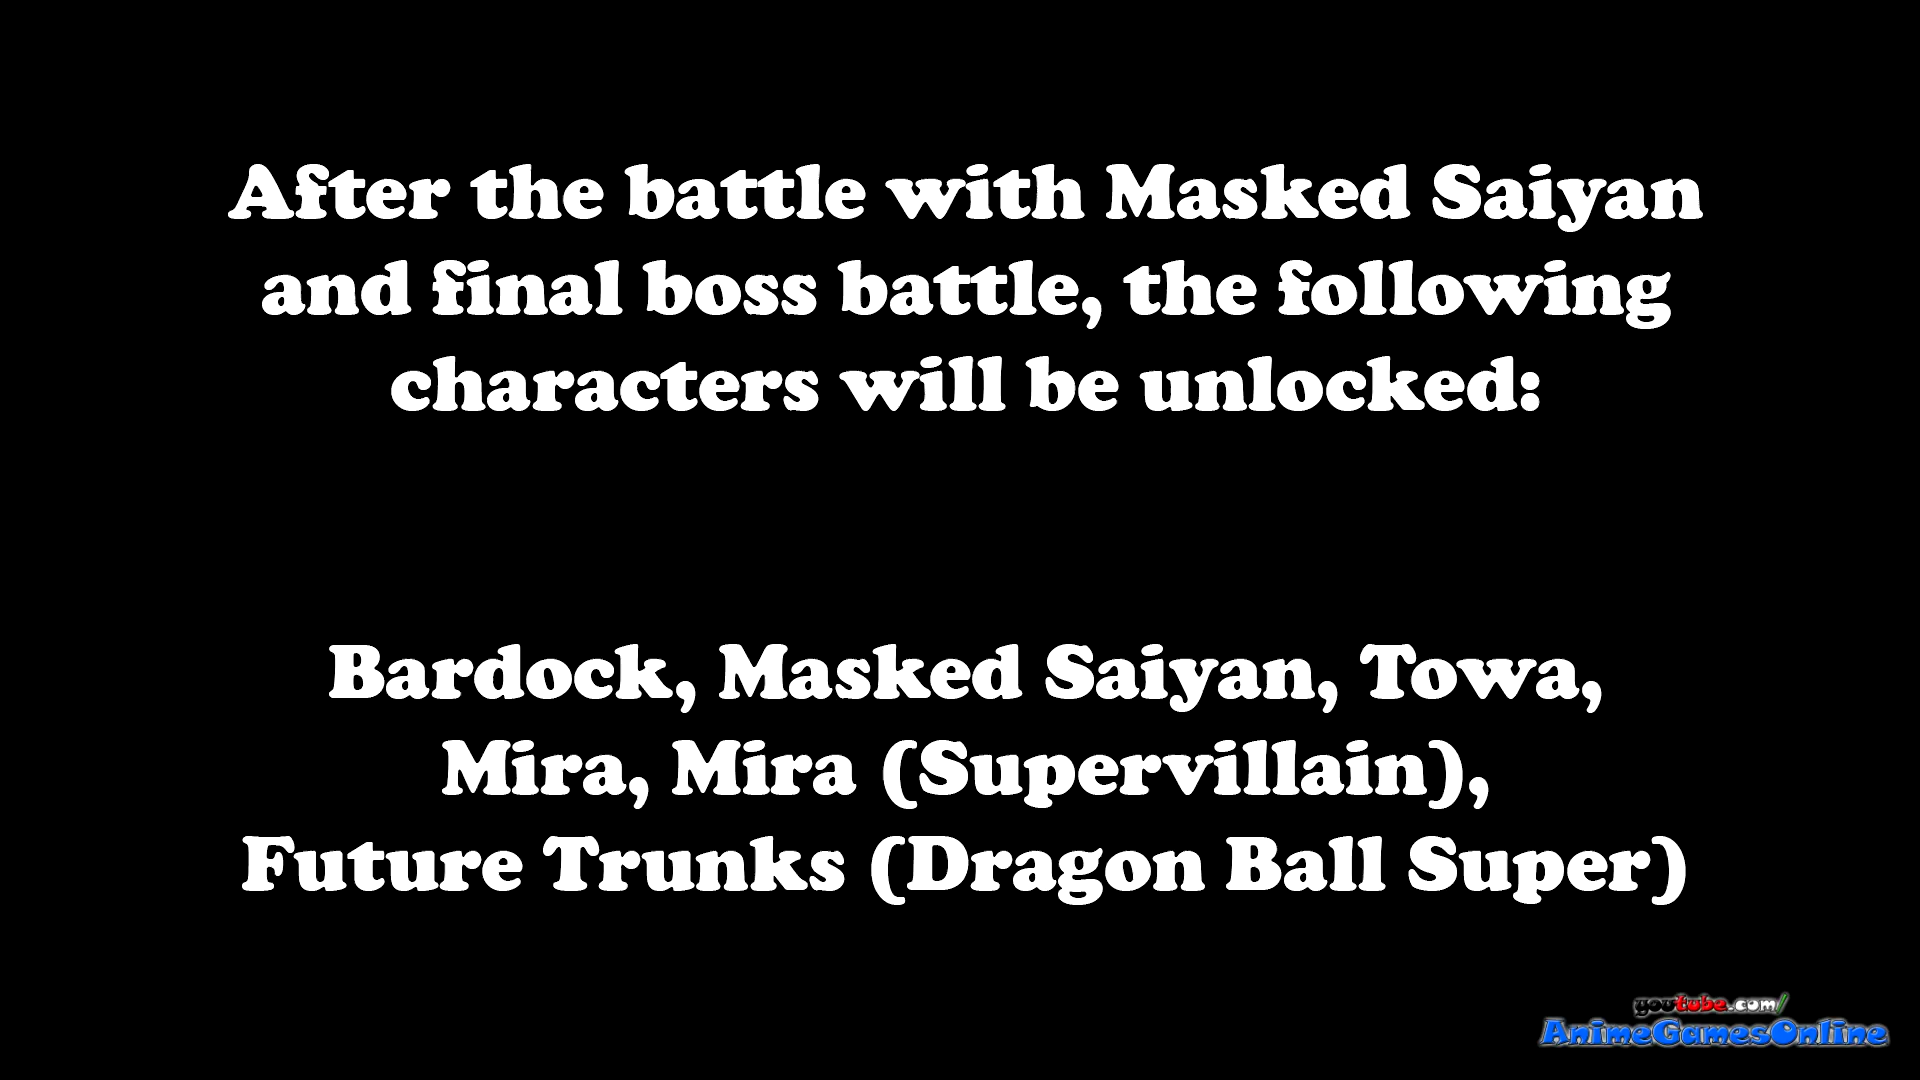 After the battle with Masked Saiyan
and final boss battle, the following
characters will be unlocked:
Bardock, Masked Saiyan, Towa,
Mira, Mira (Supervillain),
Future Trunks (Dragon Ball Super)
youtube.com/
AnimeGamesOnline